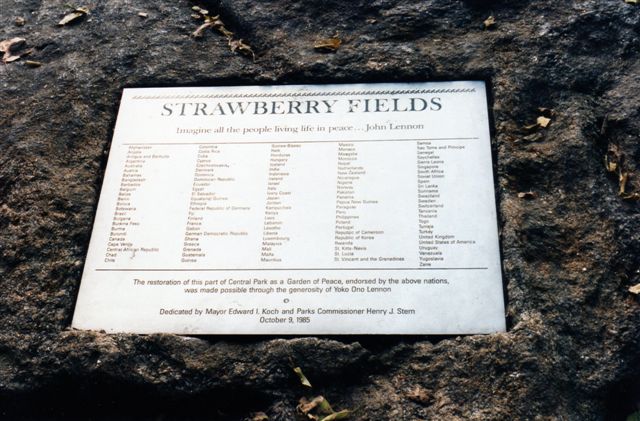 STRAWBERRY FIELDS
Imagine all the people living life in peace... John Lennon
Afghanistan
Angola
Antigua and Barbuda
Argentina
Australia
Austria
Bahamas
Bangladesh
Barbados
Belgium
Belize
Benin
Bolivia
Botswana
Brazil
Bulgaria
Burkina Faso
Burma
Burundi
Canada
Cape Verde
Central African Republic
Chad
Chile
Colombia
Costa Rica
Cuba
Cyprus
Czechoslovakia
Denmark
Dominica
Dominican Republic
Ecuador
Egypt
El Salvador
Equatorial Guinea
Ethiopia
Federal Republic of Germany
Fiji
Finland
France
Gabon
German Democratic Republic
Ghana
Greece
Grenada
Guatemala
Guinea
Guinea-Bissau
Haiti
Honduras
Hungary
Iceland
India
Indonesia
Ireland
Israel
Italy
Ivory Coast
Japan
Jordan
Kampuchea
Kenya
Laos
Lebanon
Lesotho
Liberia
Luxembourg
Malaysia
Mali
Malta
Mauritius
Mexico
Monaco
Mongolia
Morocco
Nepal
Netherlands
New Zealand
Nicaragua
Nigeria
Norway
Pakistan
Panama
Papua New Guinea
Paraguay
Peru
Philippines
Poland
Portugal
Republic of Cameroon
Republic of Korea
Rwanda
St. Kitts-Nevis
St. Lucia
St. Vincent and the Grenadines
Samoa
Sao Tome and Principe
Senegal
Seychelles
Sierra Leone
Singapore
South Africa
Soviet Union
Spain
Sri Lanka
Suriname
Swaziland
Sweden
Switzerland
Tanzania
Thailand
Togo
Tunisia
Turkey
United Kingdom
United States of America
Uruguay
Venezuela
Yugoslavia
Zaire
The restoration of this part of Central Park as a Garden of Peace, endorsed by the above nations,
was made possible through the generosity of Yoko Ono Lennon
Dedicated by Mayor Edward I. Koch and Parks Commissioner Henry J. Stern
October 9, 1985